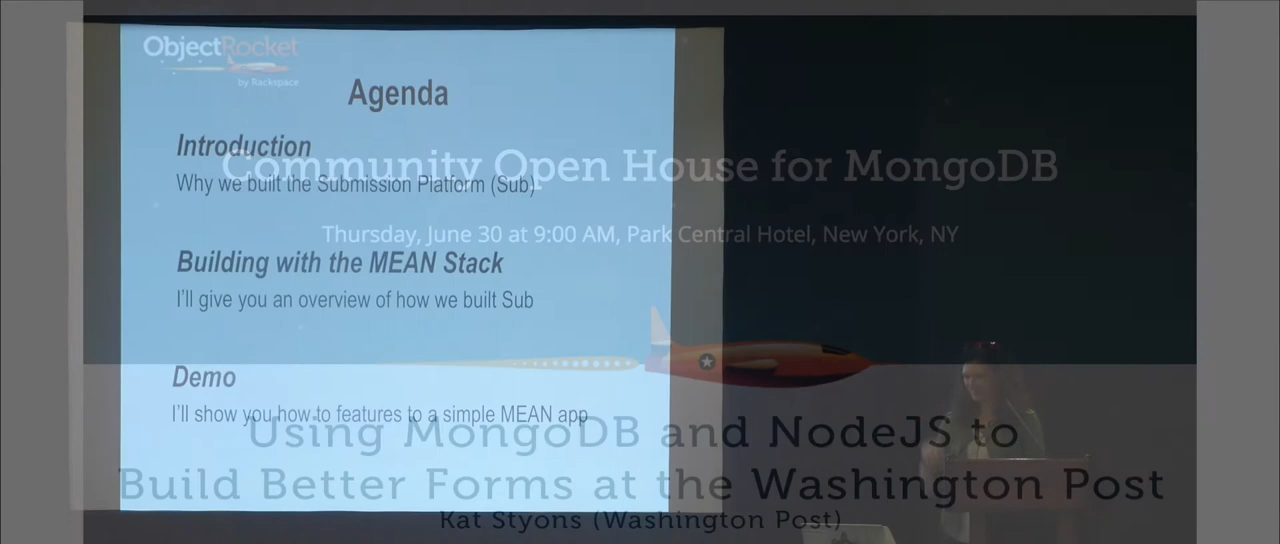 ObjectRocket
by Rackspace
Agenda
Introduction
Community Open House for MongoDB
Why we built the Submission Platform (Sub)
Thursday, June 30 at 9:00 AM, Park Central Hotel, New York, NY
Building with the MEAN Stack
I'll give you an overview of how we built Sub
Demo
I'll show you how to features to a simple MEAN app
Using MongoDB and NodeJS to
Build Better Forms at the Washington Post
Kat Styons (Washington Post)